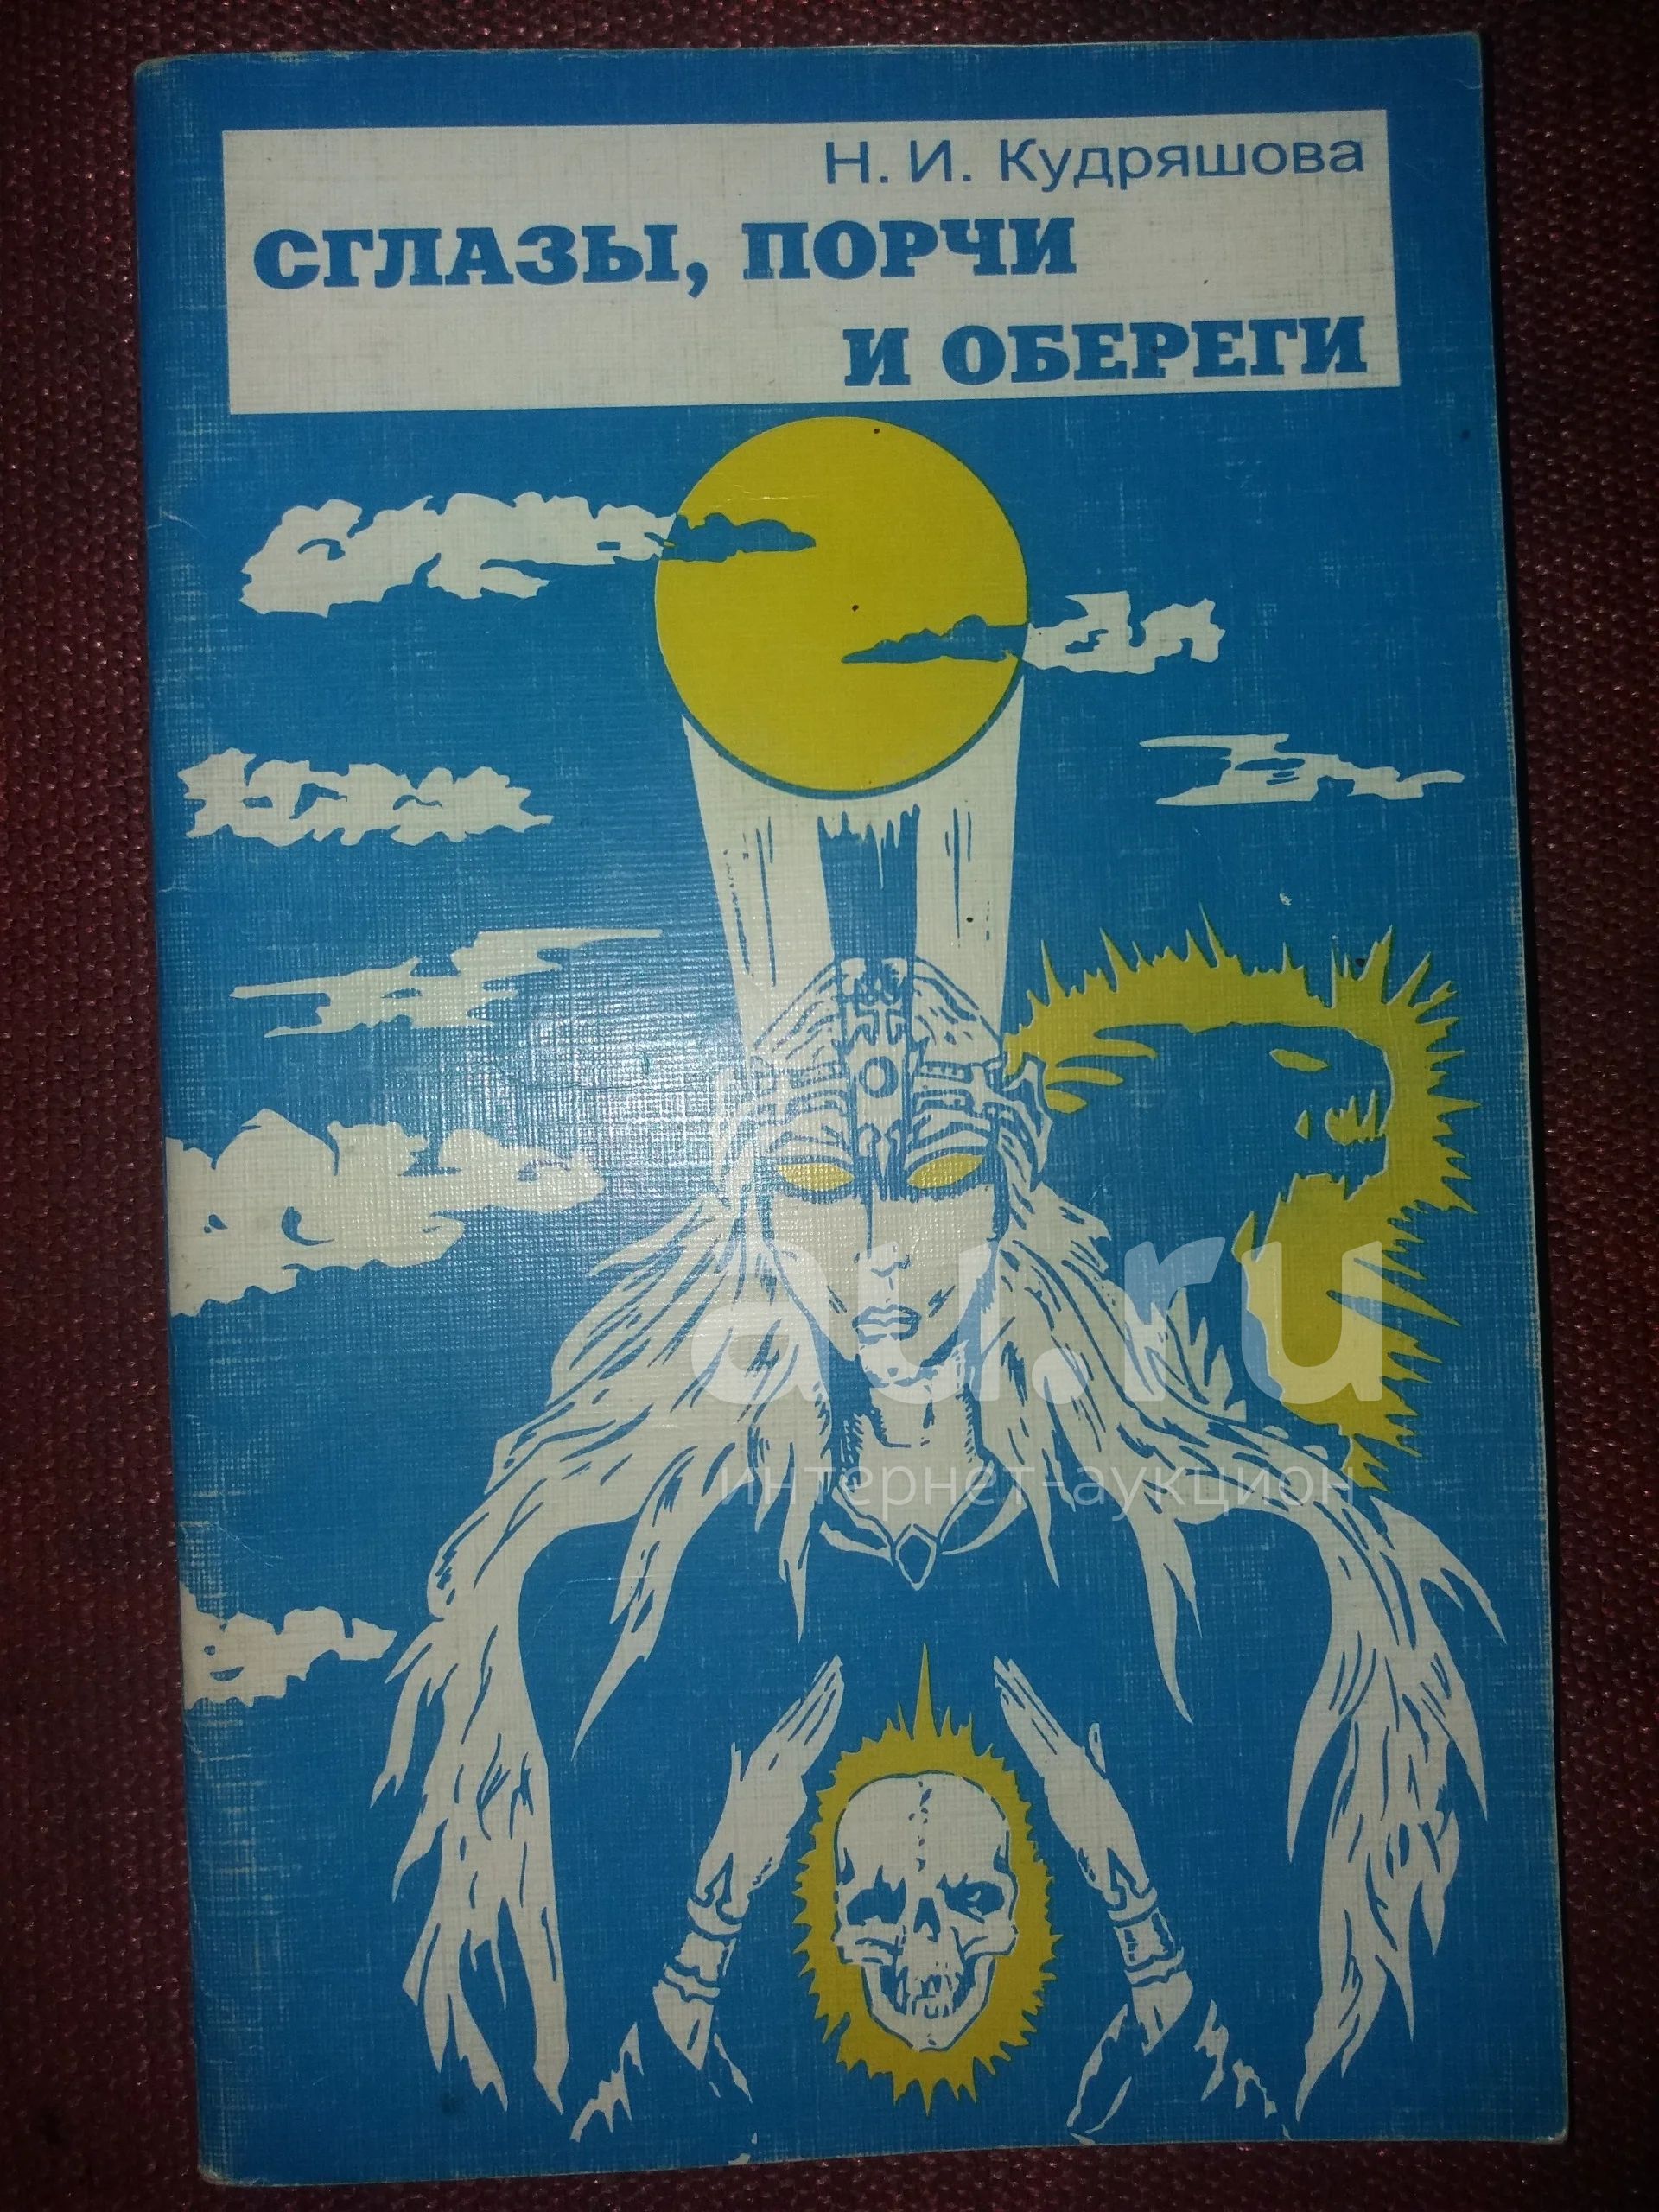 Н. И. Кудряшова
СГЛАЗЫ, ПОРЧИ
И ОБЕРЕГИ
au.ru
интернет-аукцион